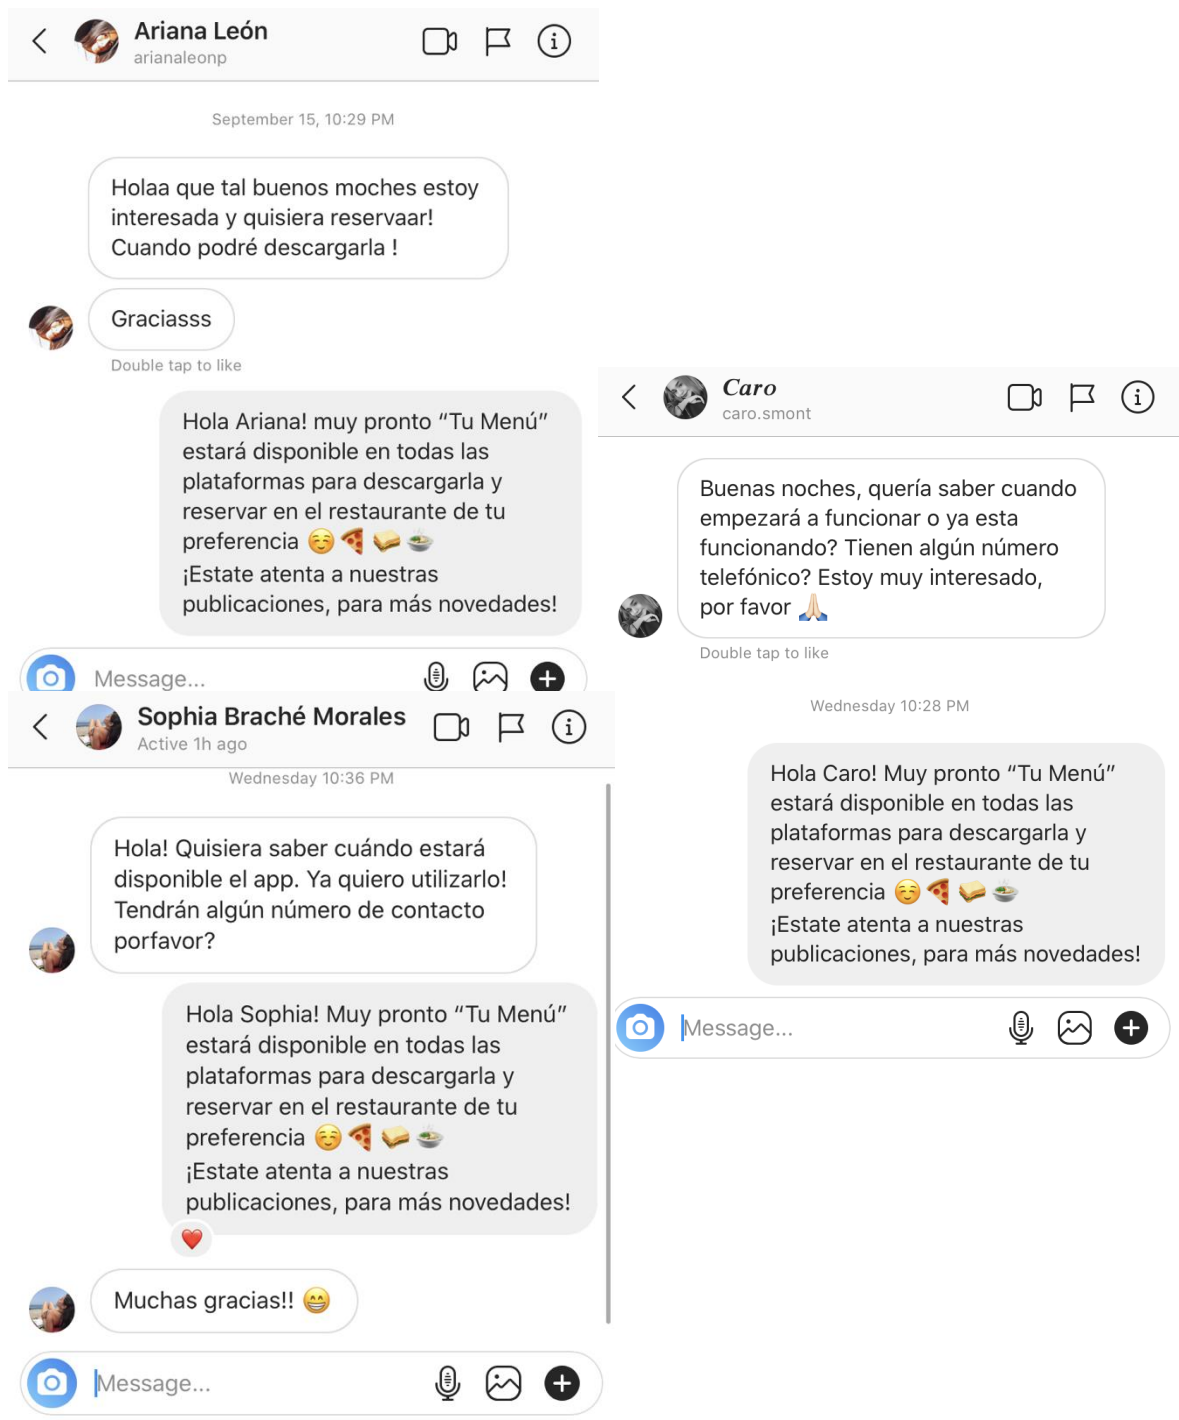 Ariana León
arianaleonp
September 15, 10:29 PM
Holaa que tal buenos moches estoy
interesada y quisiera reservaar!
Cuando podré descargarla !
Graciasss
Double tap to like
Hola Ariana! muy pronto “Tu Menú”
estará disponible en todas las
plataformas para descargarla y
reservar en el restaurante de tu
preferencia ☺️🍕🥪🍲
¡Estate atenta a nuestras
publicaciones, para más novedades!
Message...
Sophia Braché Morales
Active 1h ago
Wednesday 10:36 PM
Hola! Quisiera saber cuándo estará
disponible el app. Ya quiero utilizarlo!
Tendrán algún número de contacto
porfavor?
Hola Sophia! Muy pronto “Tu Menú”
estará disponible en todas las
plataformas para descargarla y
reservar en el restaurante de tu
preferencia ☺️🍕🥪🍲
¡Estate atenta a nuestras
publicaciones, para más novedades!
❤️
Muchas gracias!! 😁
Message...
Caro
caro.smont
Buenas noches, quería saber cuando
empezará a funcionar o ya esta
funcionando? Tienen algún número
telefónico? Estoy muy interesado,
por favor 🙏🏻
Double tap to like
Wednesday 10:28 PM
Hola Caro! Muy pronto “Tu Menú”
estará disponible en todas las
plataformas para descargarla y
reservar en el restaurante de tu
preferencia ☺️🍕🥪🍲
¡Estate atenta a nuestras
publicaciones, para más novedades!
Message...